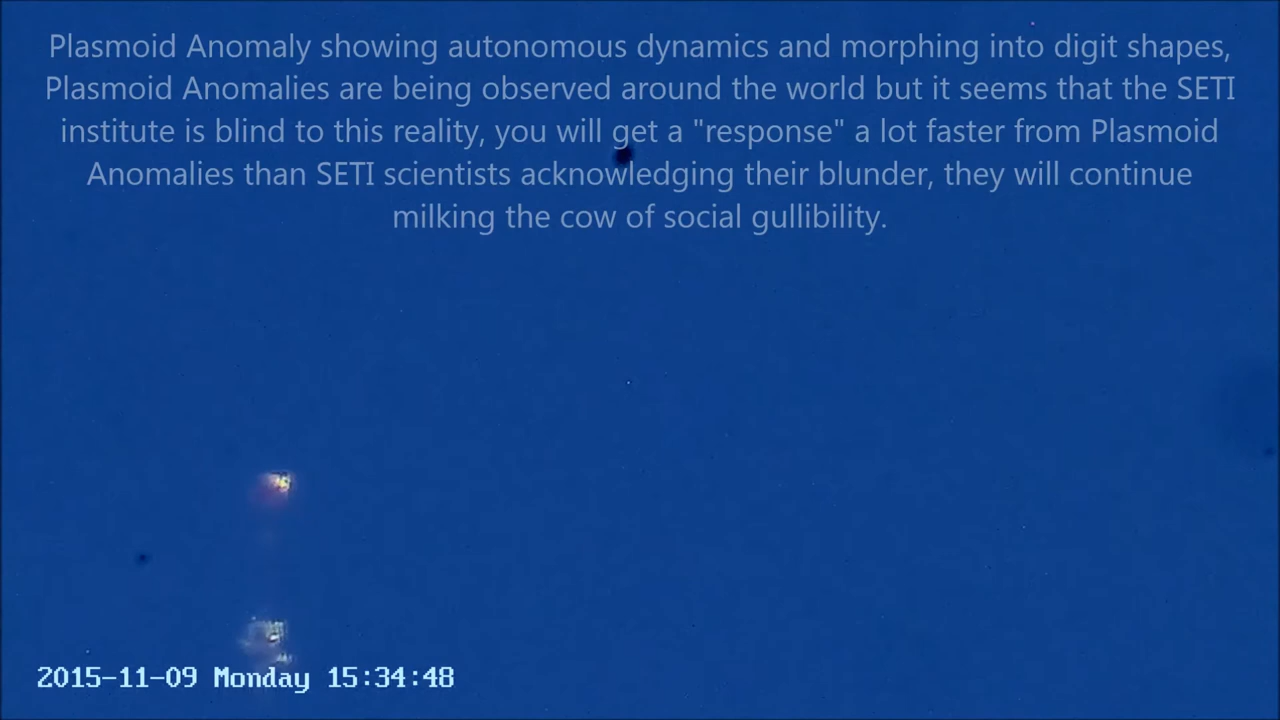 Plasmoid Anomaly showing autonomous dynamics and morphing into digit shapes,
Plasmoid Anomalies are being observed around the world but it seems that the SETI
institute is blind to this reality, you will get a "response" a lot faster from Plasmoid
Anomalies than SETI scientists acknowledging their blunder, they will continue
milking the cow of social gullibility.
2015-11-09 Monday 15:34:48